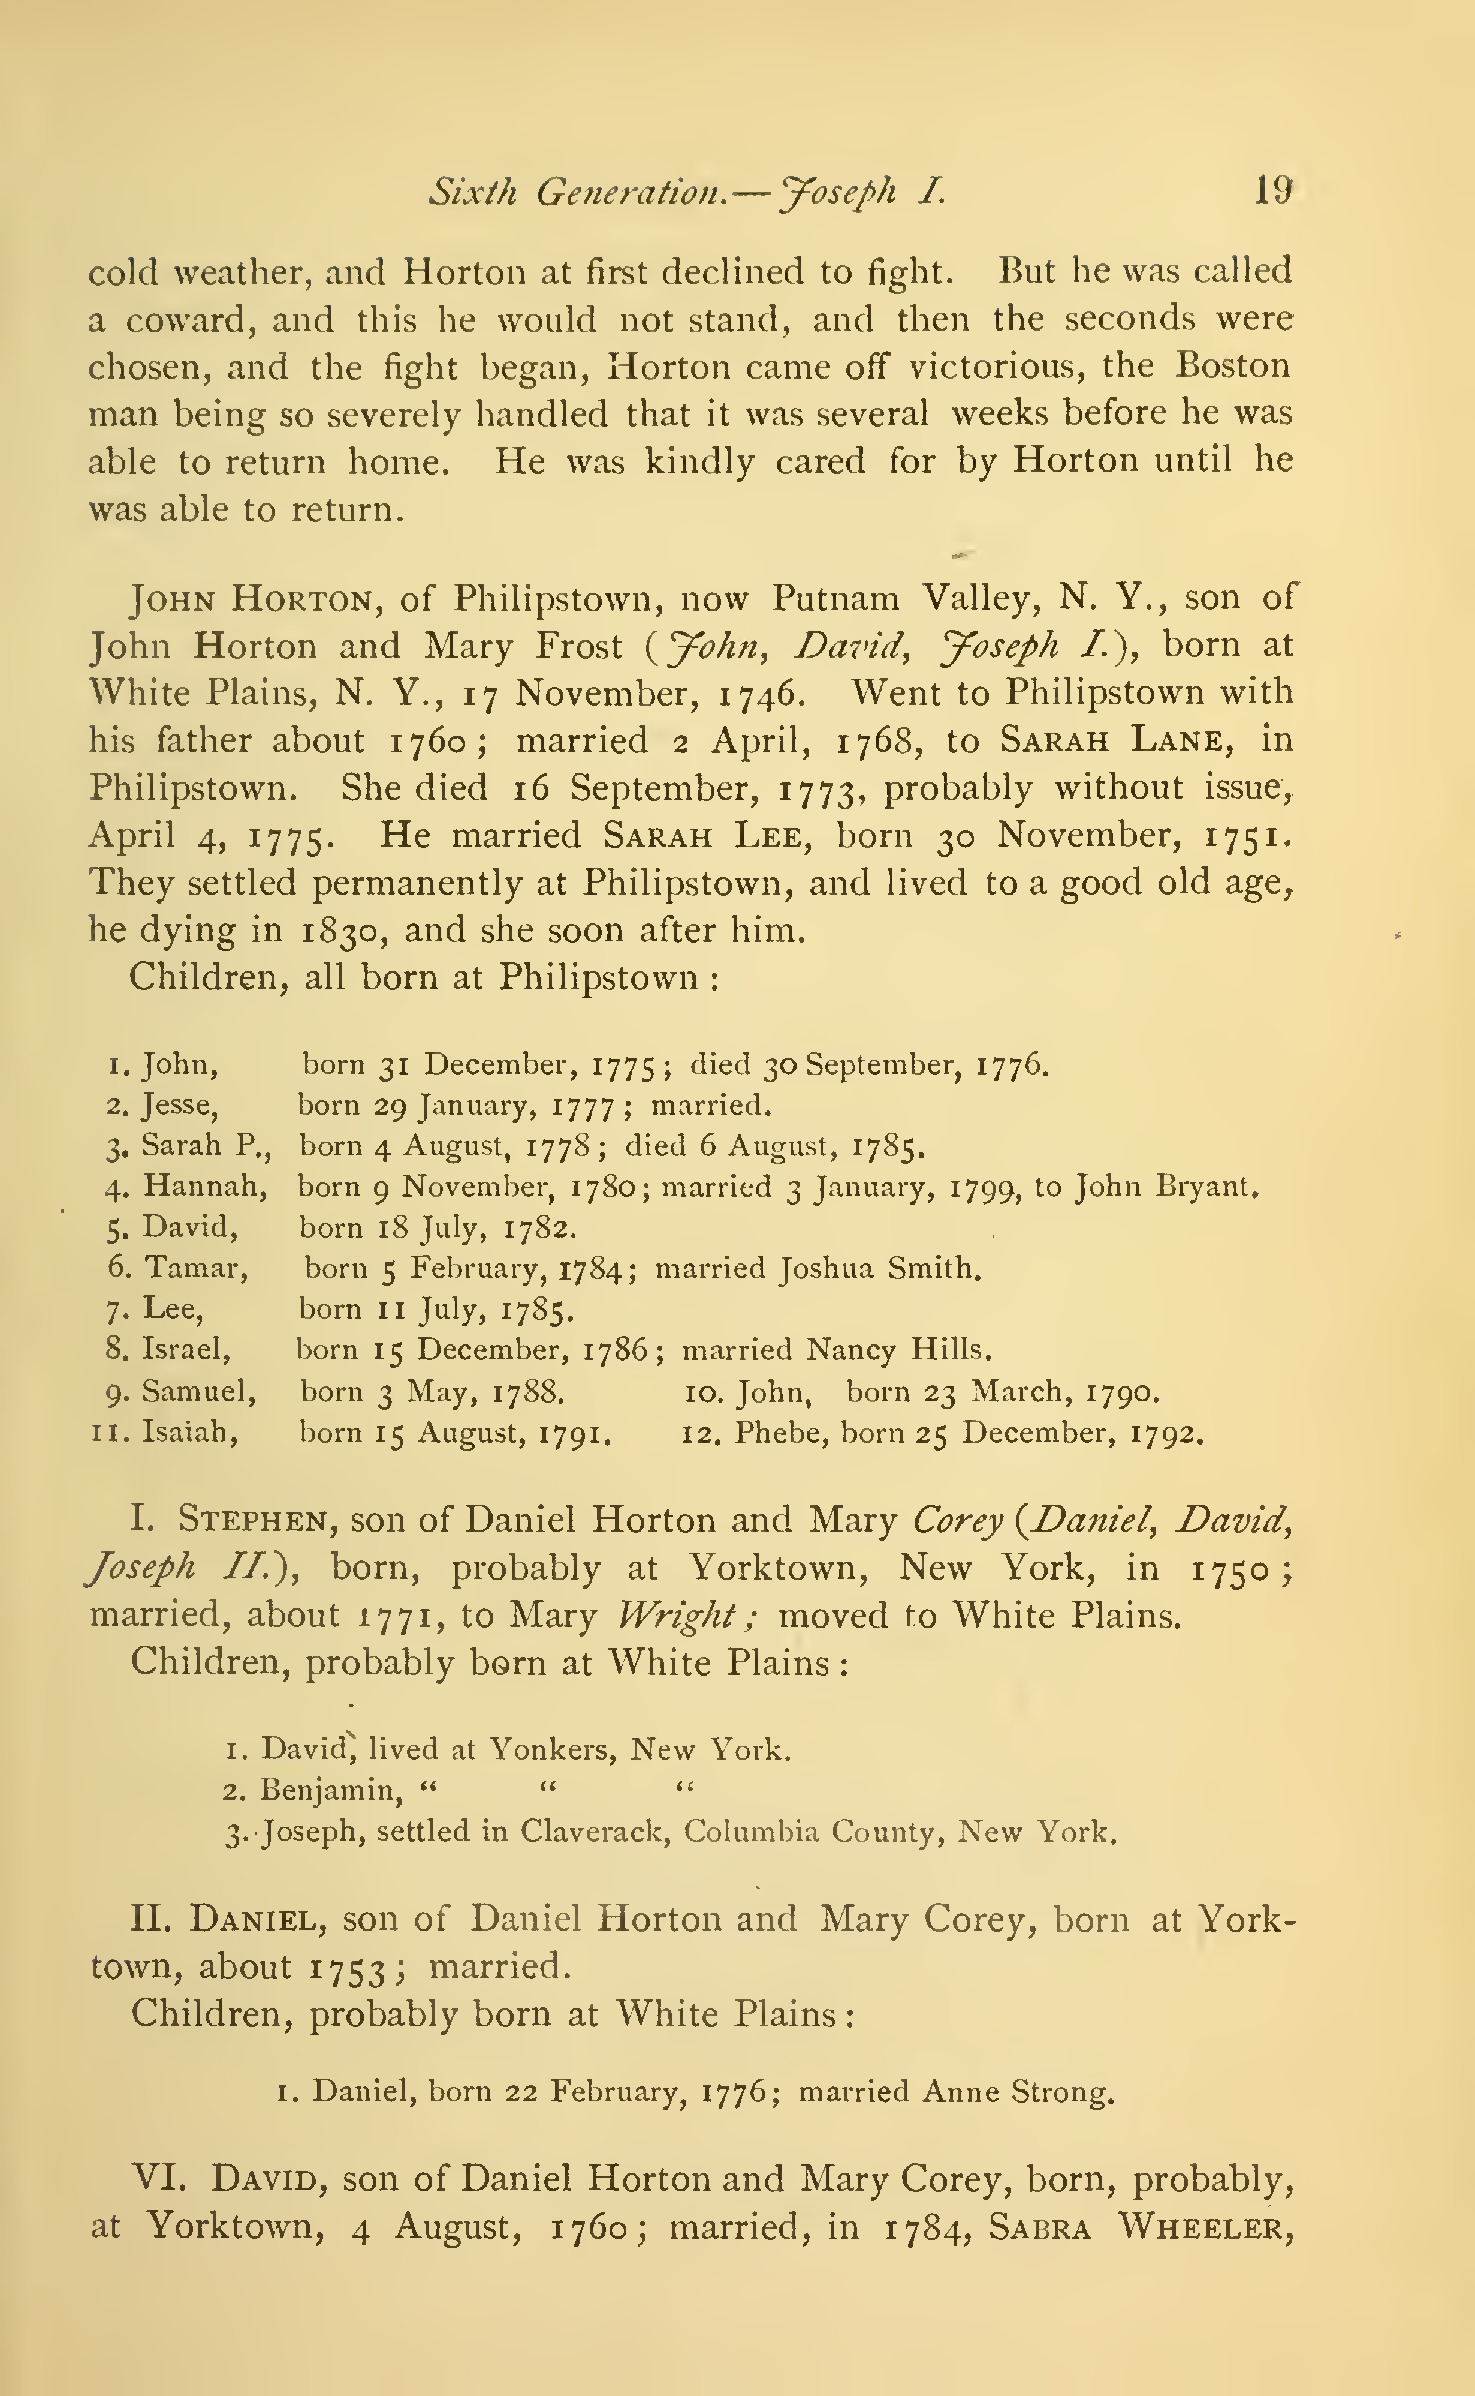 Sixth Generation.— Joseph I. 19
cold weather, and Horton at first declined to fight. But he was called
a coward, and this he would not stand, and then the seconds were
chosen, and the fight began, Horton came off victorious, the Boston
man being so severely handled that it was several weeks before he was
able to return home. He was kindly cared for by Horton until he
was able to return.
John Horton, of Philipstown, now Putnam Valley, N. Y., son of
John Horton and Mary Frost (John, David, Joseph I.), born at
White Plains, N. Y., 17 November, 1746. Went to Philipstown with
his father about 1760; married 2 April, 1768, to Sarah Lane, in
Philipstown. She died 16 September, 1773, probably without issue,
April 4, 1775. He married Sarah Lee, born 30 November, 1751.
They settled permanently at Philipstown, and lived to a good old age,
he dying in 1830, and she soon after him.
Children, all born at Philipstown :
1. John, born 31 December, 1775; died 30 September, 1776.
2. Jesse, born 29 January, 1777; married.
3. Sarah P., born 4 August, 1778; died 6 August, 1785.
4. Hannah, born 9 November, 1780; married 3 January, 1799, to John Bryant.
5. David, born 18 July, 1782.
6. Tamar, born 5 February, 1784; married Joshua Smith.
7. Lee, born 11 July, 1785.
8. Israel, born 15 December, 1786; married Nancy Hills.
9. Samuel, born 3 May, 1788. 10. John, born 23 March, 1790.
11. Isaiah, born 15 August, 1791. 12. Phebe, born 25 December, 1792.
I. Stephen, son of Daniel Horton and Mary Corey (Daniel, David,
Joseph II.), born, probably at Yorktown, New York, in 1750;
married, about 1771, to Mary Wright; moved to White Plains.
Children, probably born at White Plains :
1. David, lived at Yonkers, New York.
2. Benjamin, " " "
3. Joseph, settled in Claverack, Columbia County, New York.
II. Daniel, son of Daniel Horton and Mary Corey, born at York-
town, about 1753; married.
Children, probably born at White Plains :
1. Daniel, born 22 February, 1776; married Anne Strong.
VI. David, son of Daniel Horton and Mary Corey, born, probably,
at Yorktown, 4 August, 1760; married, in 1784, Sabra Wheeler,